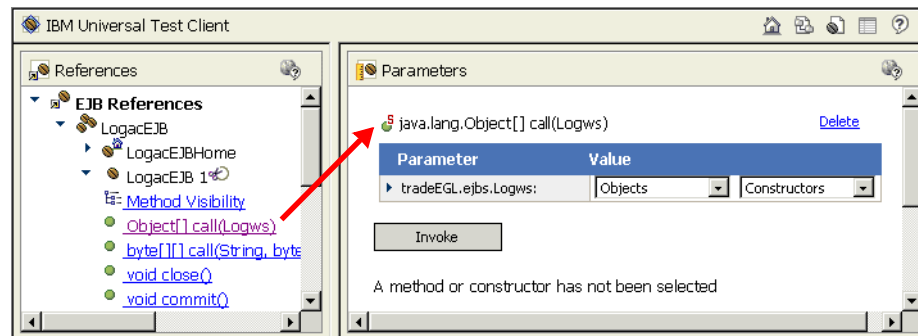 IBM Universal Test Client
References
EJB References
LogacEJB
LogacEJBHome
LogacEJB 1
Method Visibility
Object[] call(Logws)
byte[][] call(String, byte
void close()
void commit()
Parameters
java.lang.Object[] call(Logws)
Delete
Parameter Value
tradeEGL.ejbs.Logws: Objects Constructors
Invoke
A method or constructor has not been selected